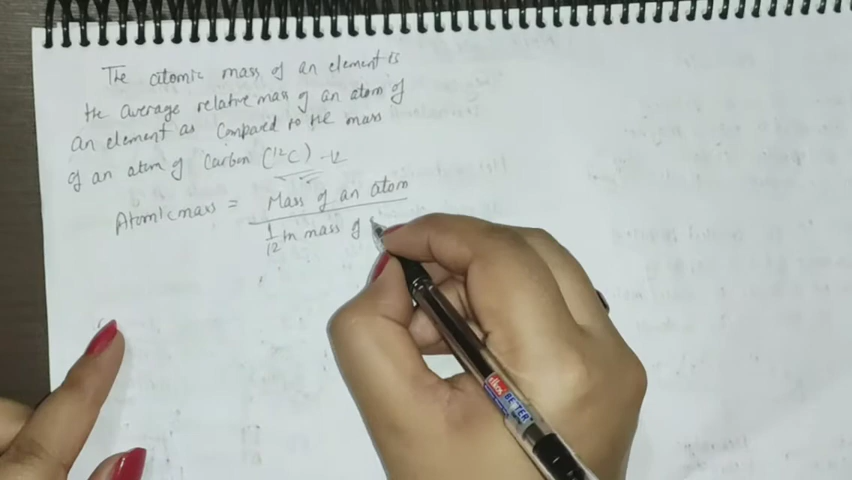 The atomic mass of an element is
the average relative mass of an atom of
an element as compared to the mass
of an atom of Carbon (¹²C) -
Atomic mass = Mass of an atom
1/12 th mass of
elkos BETTER